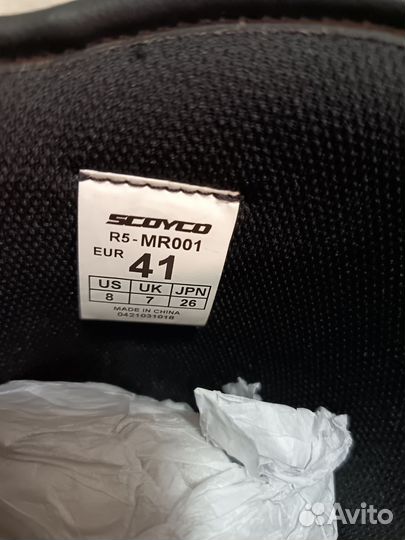 SCOYCO
R5-MR001
EUR 41
US UK JPN
8 7 26
MADE IN CHINA
0421031018
Avito